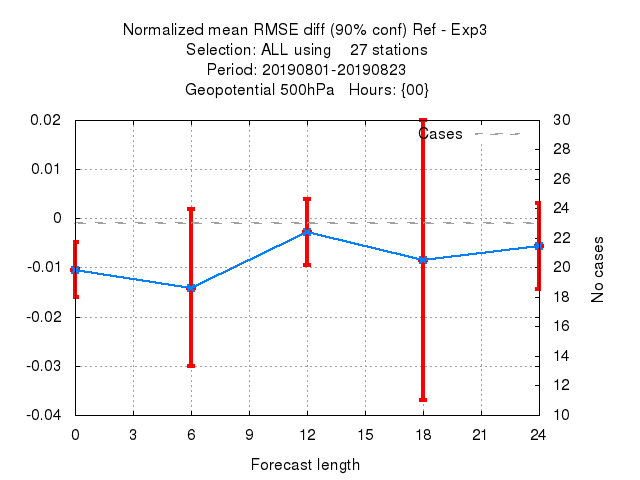 Normalized mean RMSE diff (90% conf) Ref - Exp3
Selection: ALL using    27 stations
Period: 20190801-20190823
Geopotential 500hPa   Hours: {00}
Cases
0.02
0.01
0
-0.01
-0.02
-0.03
-0.04
30
28
26
24
22
20
18
16
14
12
10
No cases
0 3 6 9 12 15 18 21 24
Forecast length